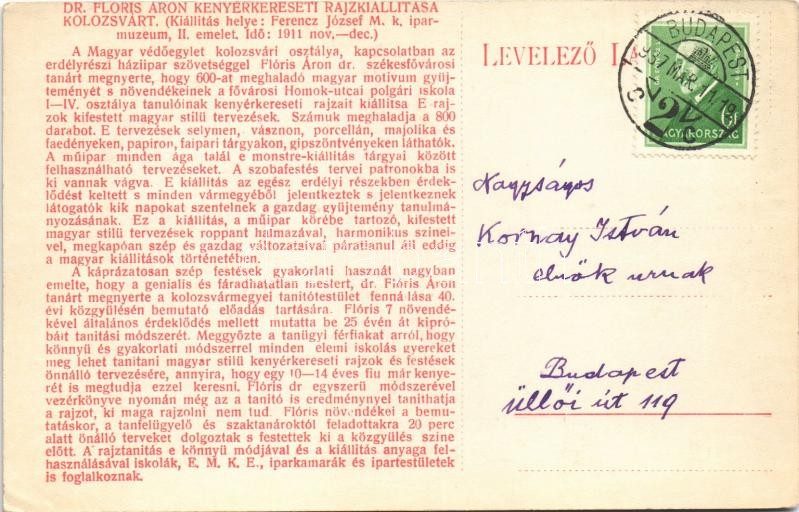 DR. FLORIS ÁRON KENYÉRKERESETI RAJZKIÁLLITÁSA
KOLOZSVÁRT. (Kiállitás helye: Ferencz József M. k. ipar-
muzeum, II. emelet. Idő: 1911 nov.—dec.)
A Magyar védőegylet kolozsvári osztálya, kapcsolatban az
erdélyrészi háziipar szövetséggel Flóris Áron dr. székesfővárosi
tanárt megnyerte, hogy 600-at meghaladó magyar motivum gyüj-
teményét s növendékeinek a fővárosi Homok-utcai polgári iskola
I—IV. osztálya tanulóinak kenyérkereseti rajzait kiállitsa E raj-
zok kifestett magyar stilü tervezések. Számuk meghaladja a 800
darabot. E tervezések selymen, vásznon, porcellán, majolika és
faedényeken, papiron, faipari tárgyakon, gipszöntvényeken láthatók.
A műipar minden ága talál e monstre-kiállitás tárgyai között
felhasználható tervezéseket. A szobafestés tervei patronokba is
ki vannak vágva. E kiállitás az egész erdélyi részekben érdek-
lődést keltett s minden vármegyéből jelentkeztek s jelentkeznek
látogatók kik napokat szentelnek a gazdag gyüjtemény tanulmá-
nyozásának. Ez a kiállitás, a műipar körébe tartozó, kifestett
magyar stilü tervezések roppant halmazával, harmonikus szinei-
vel, megkapóan szép és gazdag változataival páratlanul áll eddig
a magyar kiállitások történetében.
A káprázatosan szép festések gyakorlati hasznát nagyban
emelte, hogy a genialis és fáradhatatlan mestert, dr. Flóris Áron
tanárt megnyerte a kolozsvármegyei tanitótestület fennállása 40.
évi közgyülésén bemutató előadás tartására. Flóris 7 növendé-
kével általános érdeklődés mellett mutatta be 25 évén át kipró-
bált tanitási módszerét. Meggyőzte a tanügyi férfiakat arról, hogy
könnyü és gyakorlati módszerrel minden elemi iskolás gyereket
meg lehet tanitani magyar stilü kenyérkereseti rajzok és festések
önnálló tervezésére, annyira, hogy egy 10—14 éves fiu már kenye-
rét is megtudja ezzel keresni. Flóris dr egyszerü módszerével
vezérkönyve nyomán még az a tanitó is eredménnyel tanithatja
a rajzot, ki maga rajzolni nem tud. Flóris növendékei a bemu-
tatáskor, a tanfelügyelő és szaktanároktól feladottakra 20 perc
alatt önálló terveket dolgoztak s festettek ki a közgyülés szine
előtt. A rajztanitás e könnyü módjával és a kiállitás anyaga fel-
használásával iskolák, E. M. K. E., iparkamarák és ipartestületek
is foglalkoznak.
LEVELEZŐ
BUDAPEST
937 MÁR.
MAGYARORSZÁG
Nagyságos
Kornay István
elnök urnak
Budapest
üllői út 119